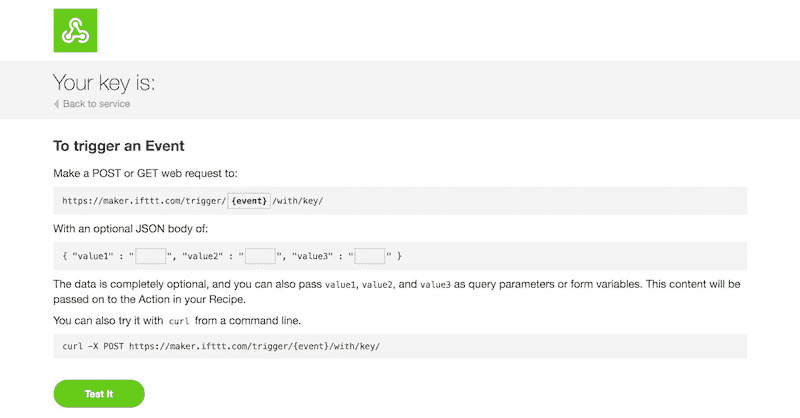 Your key is:
Back to service
To trigger an Event
Make a POST or GET web request to:
https://maker.ifttt.com/trigger/ {event} /with/key/
With an optional JSON body of:
{ "value1" : " ", "value2" : " ", "value3" : " " }
The data is completely optional, and you can also pass value1, value2, and value3 as query parameters or form variables. This content will be
passed on to the Action in your Recipe.
You can also try it with curl from a command line.
curl -X POST https://maker.ifttt.com/trigger/{event}/with/key/
Test It